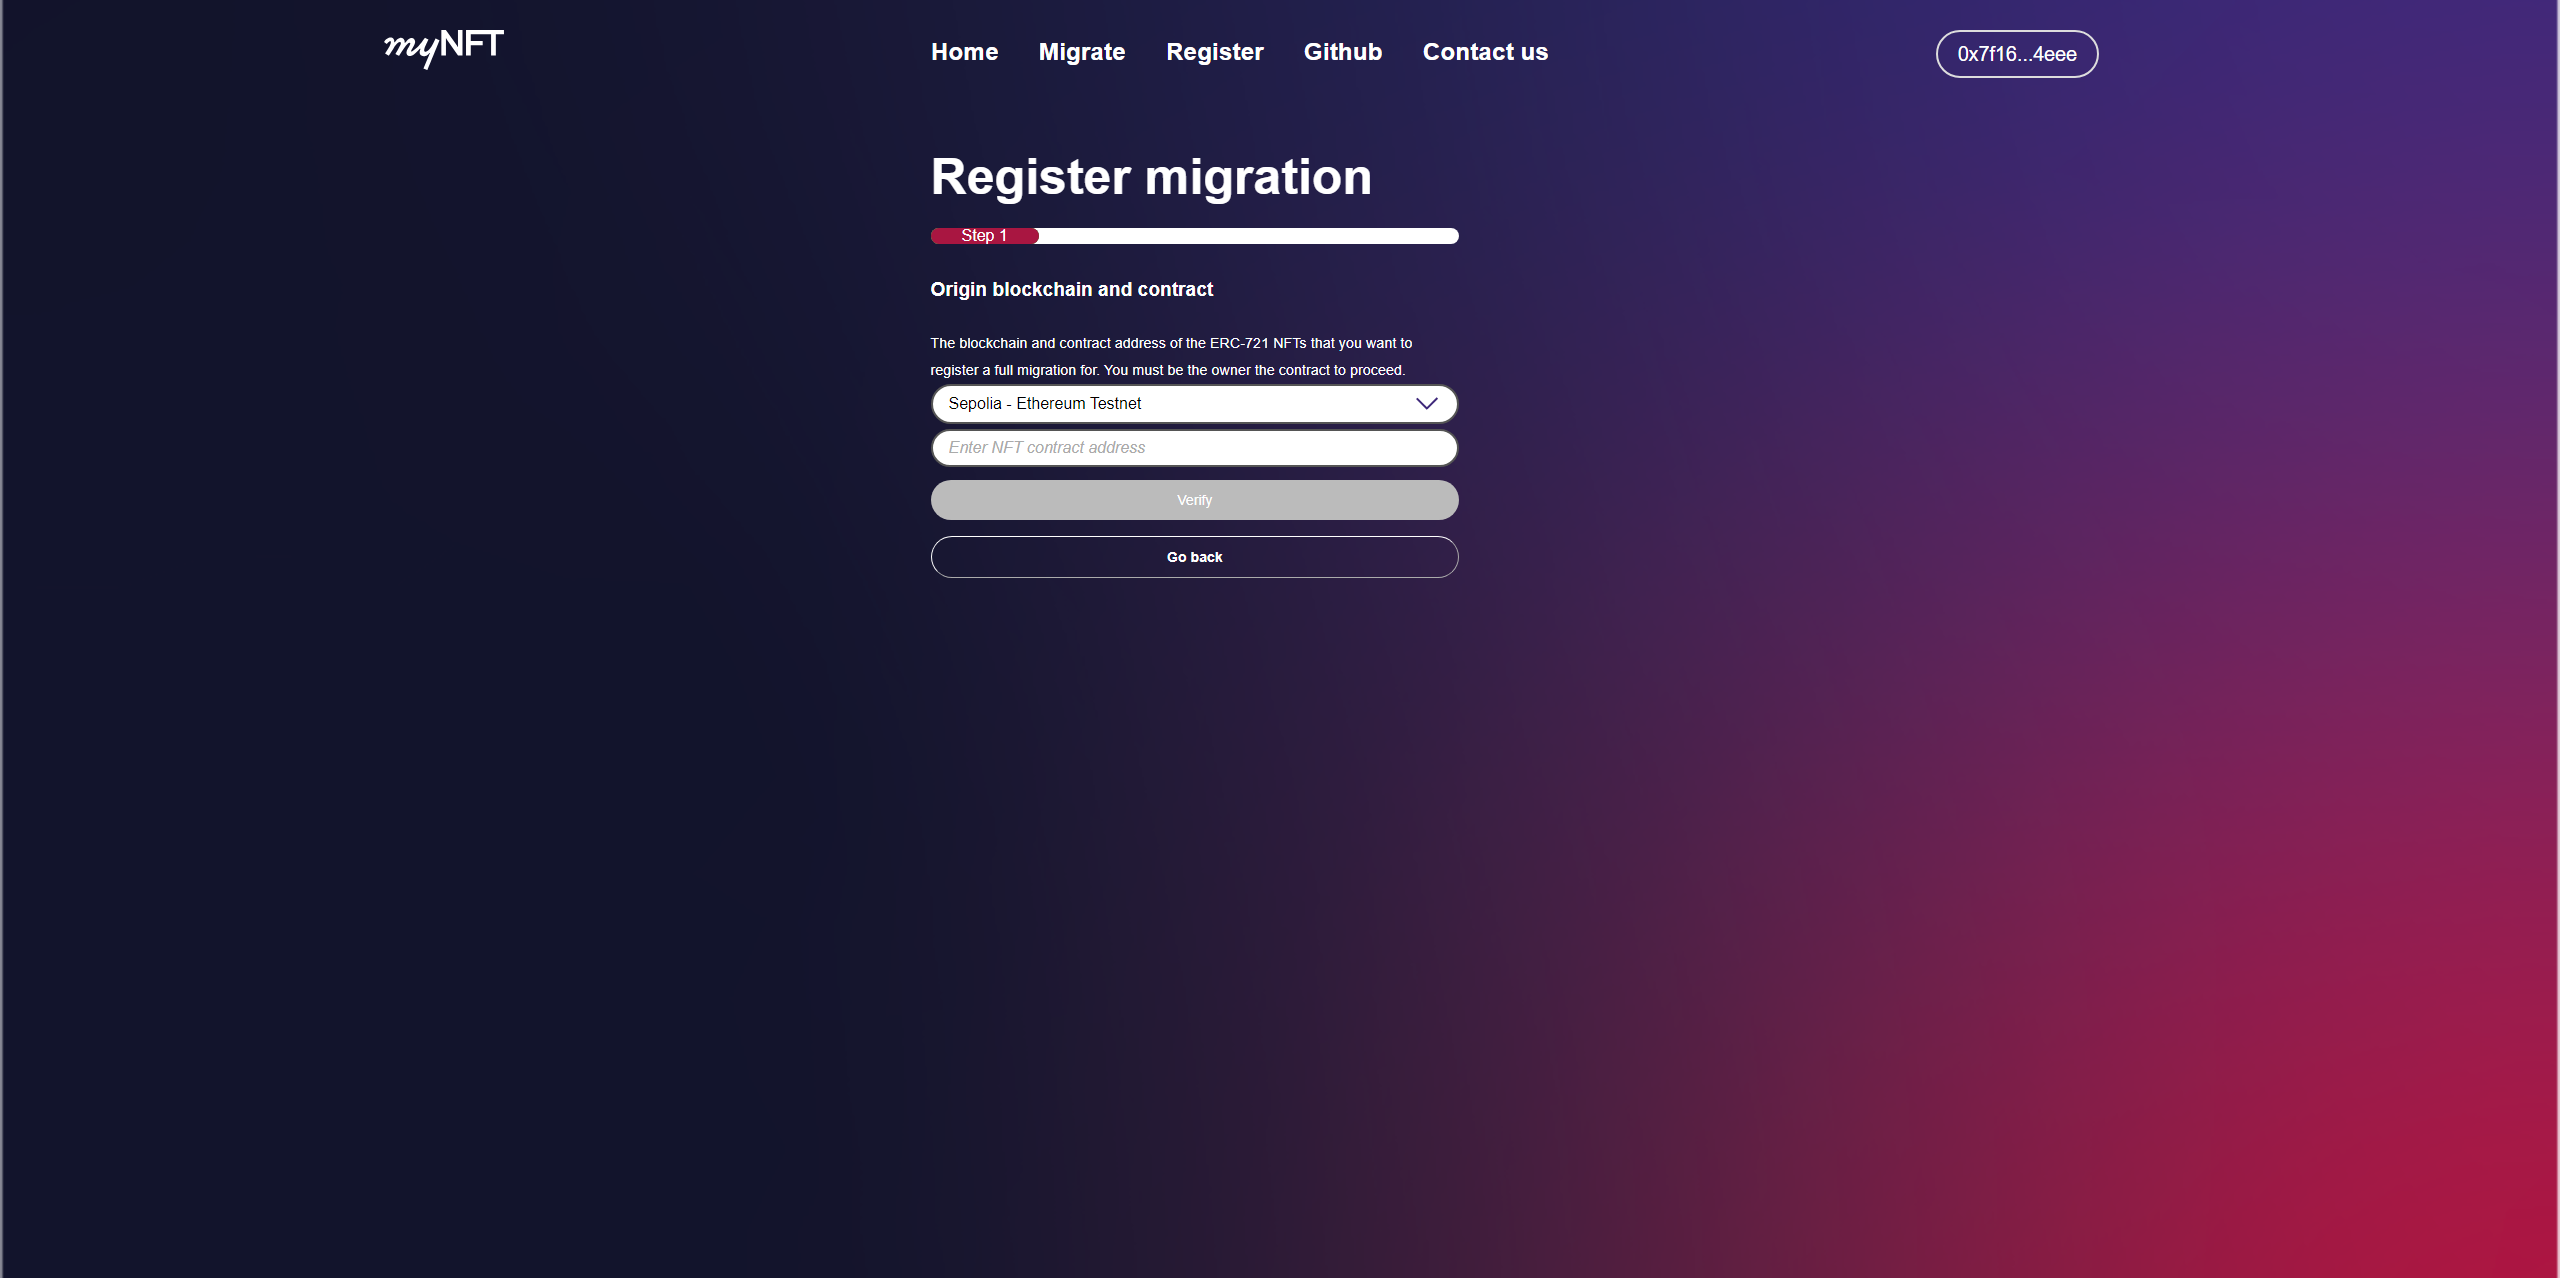 myNFT
Home Migrate Register Github Contact us
0x7f16...4eee
Register migration
Step 1
Origin blockchain and contract
The blockchain and contract address of the ERC-721 NFTs that you want to
register a full migration for. You must be the owner the contract to proceed.
Sepolia - Ethereum Testnet
Enter NFT contract address
Verify
Go back